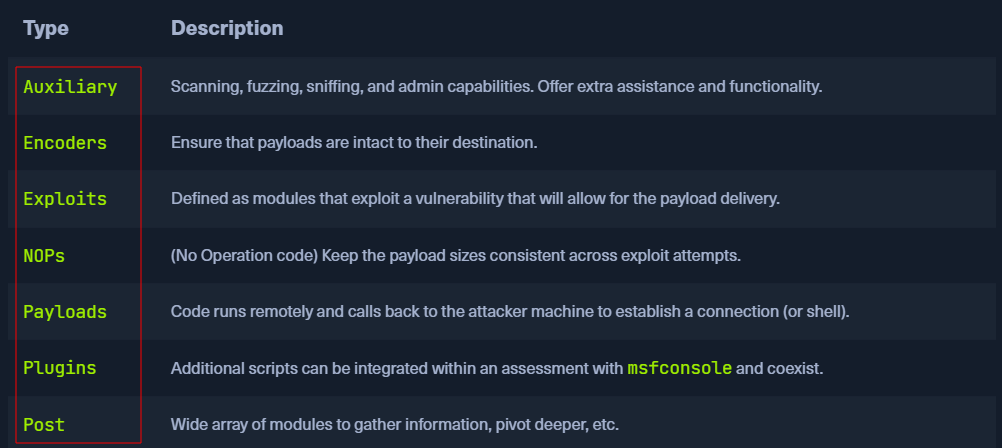 Type Description
Auxiliary Scanning, fuzzing, sniffing, and admin capabilities. Offer extra assistance and functionality.
Encoders Ensure that payloads are intact to their destination.
Exploits Defined as modules that exploit a vulnerability that will allow for the payload delivery.
NOPs (No Operation code) Keep the payload sizes consistent across exploit attempts.
Payloads Code runs remotely and calls back to the attacker machine to establish a connection (or shell).
Plugins Additional scripts can be integrated within an assessment with msfconsole and coexist.
Post Wide array of modules to gather information, pivot deeper, etc.